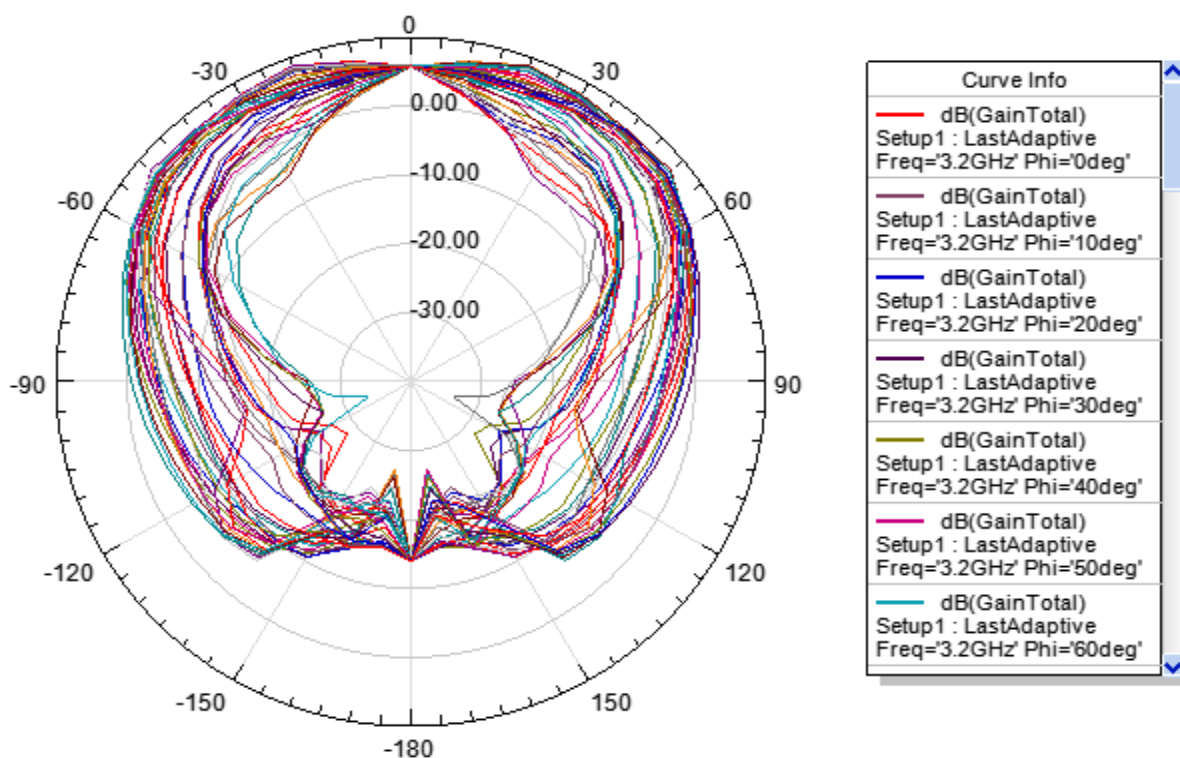 0
-30
30
0.00
-10.00
-60
60
-20.00
-30.00
-90
90
-120
120
-150
150
-180
Curve Info
dB(GainTotal)
Setup1 : LastAdaptive
Freq='3.2GHz' Phi='0deg'
dB(GainTotal)
Setup1 : LastAdaptive
Freq='3.2GHz' Phi='10deg'
dB(GainTotal)
Setup1 : LastAdaptive
Freq='3.2GHz' Phi='20deg'
dB(GainTotal)
Setup1 : LastAdaptive
Freq='3.2GHz' Phi='30deg'
dB(GainTotal)
Setup1 : LastAdaptive
Freq='3.2GHz' Phi='40deg'
dB(GainTotal)
Setup1 : LastAdaptive
Freq='3.2GHz' Phi='50deg'
dB(GainTotal)
Setup1 : LastAdaptive
Freq='3.2GHz' Phi='60deg'